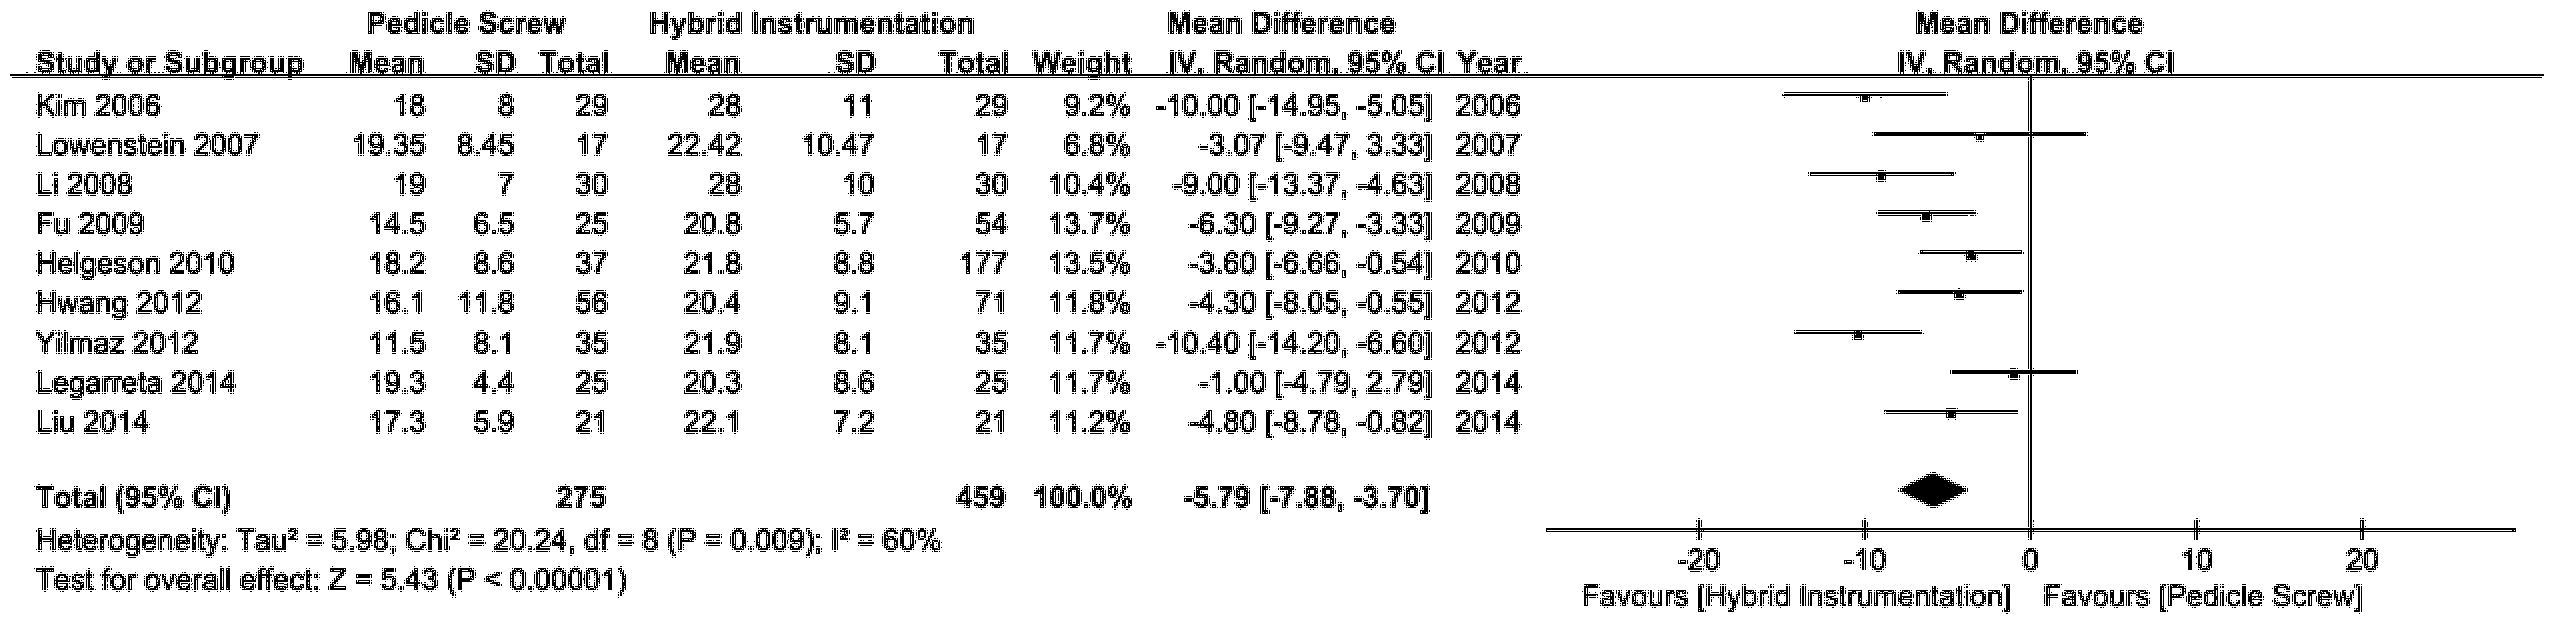 Pedicle Screw Hybrid Instrumentation Mean Difference Mean Difference
Study or Subgroup Mean SD Total Mean SD Total Weight IV, Random, 95% CI Year IV, Random, 95% CI
Kim 2006 18 8 29 28 11 29 9.2% -10.00 [-14.95, -5.05] 2006
Lowenstein 2007 19.35 8.45 17 22.42 10.47 17 6.8% -3.07 [-9.47, 3.33] 2007
Li 2008 19 7 30 28 10 30 10.4% -9.00 [-13.37, -4.63] 2008
Fu 2009 14.5 6.5 25 20.8 5.7 54 13.7% -6.30 [-9.27, -3.33] 2009
Helgeson 2010 18.2 8.6 37 21.8 8.8 177 13.5% -3.60 [-6.66, -0.54] 2010
Hwang 2012 16.1 11.8 56 20.4 9.1 71 11.8% -4.30 [-8.05, -0.55] 2012
Yilmaz 2012 11.5 8.1 35 21.9 8.1 35 11.7% -10.40 [-14.20, -6.60] 2012
Legarreta 2014 19.3 4.4 25 20.3 8.6 25 11.7% -1.00 [-4.79, 2.79] 2014
Liu 2014 17.3 5.9 21 22.1 7.2 21 11.2% -4.80 [-8.78, -0.82] 2014
Total (95% CI) 275 459 100.0% -5.79 [-7.88, -3.70]
Heterogeneity: Tau² = 5.98; Chi² = 20.24, df = 8 (P = 0.009); I² = 60%
Test for overall effect: Z = 5.43 (P < 0.00001)
-20 -10 0 10 20
Favours [Hybrid Instrumentation] Favours [Pedicle Screw]